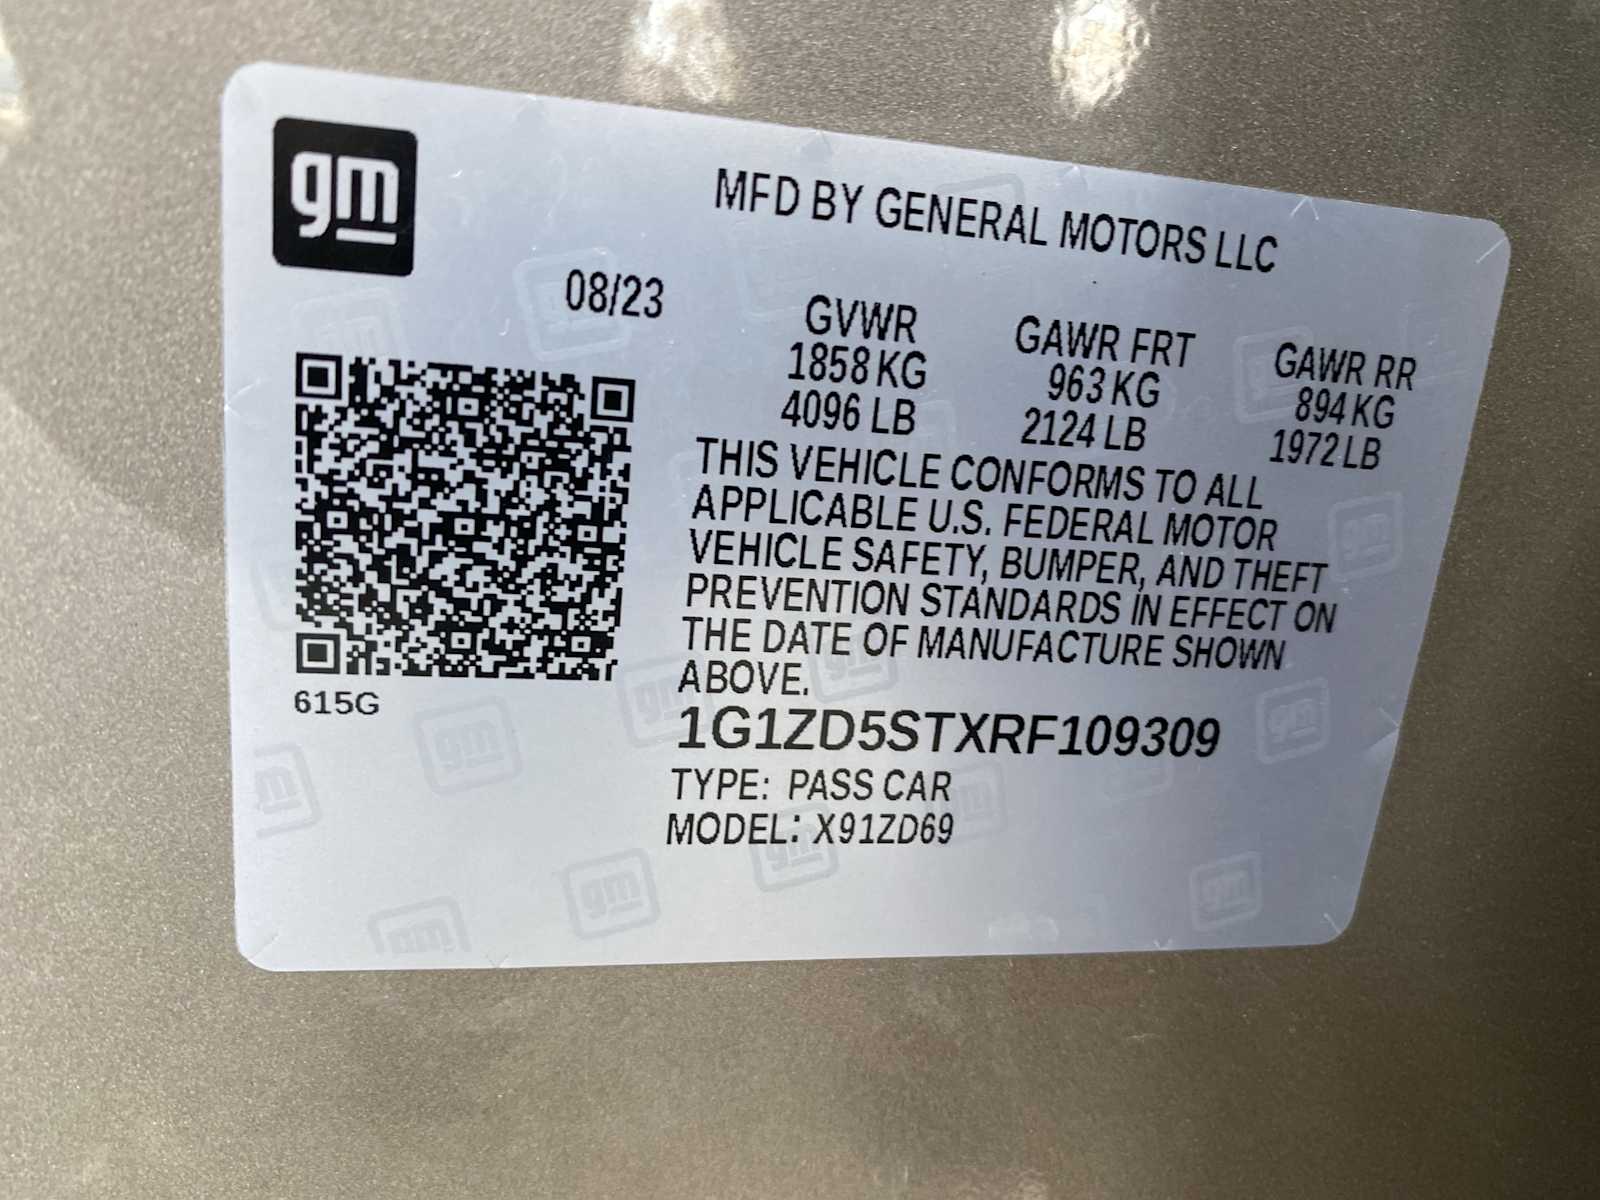 gm
MFD BY GENERAL MOTORS LLC
08/23
GVWR GAWR FRT GAWR RR
1858 KG 963 KG 894 KG
4096 LB 2124 LB 1972 LB
THIS VEHICLE CONFORMS TO ALL
APPLICABLE U.S. FEDERAL MOTOR
VEHICLE SAFETY, BUMPER, AND THEFT
PREVENTION STANDARDS IN EFFECT ON
THE DATE OF MANUFACTURE SHOWN
ABOVE.
615G
1G1ZD5STXRF109309
TYPE: PASS CAR
MODEL: X91ZD69